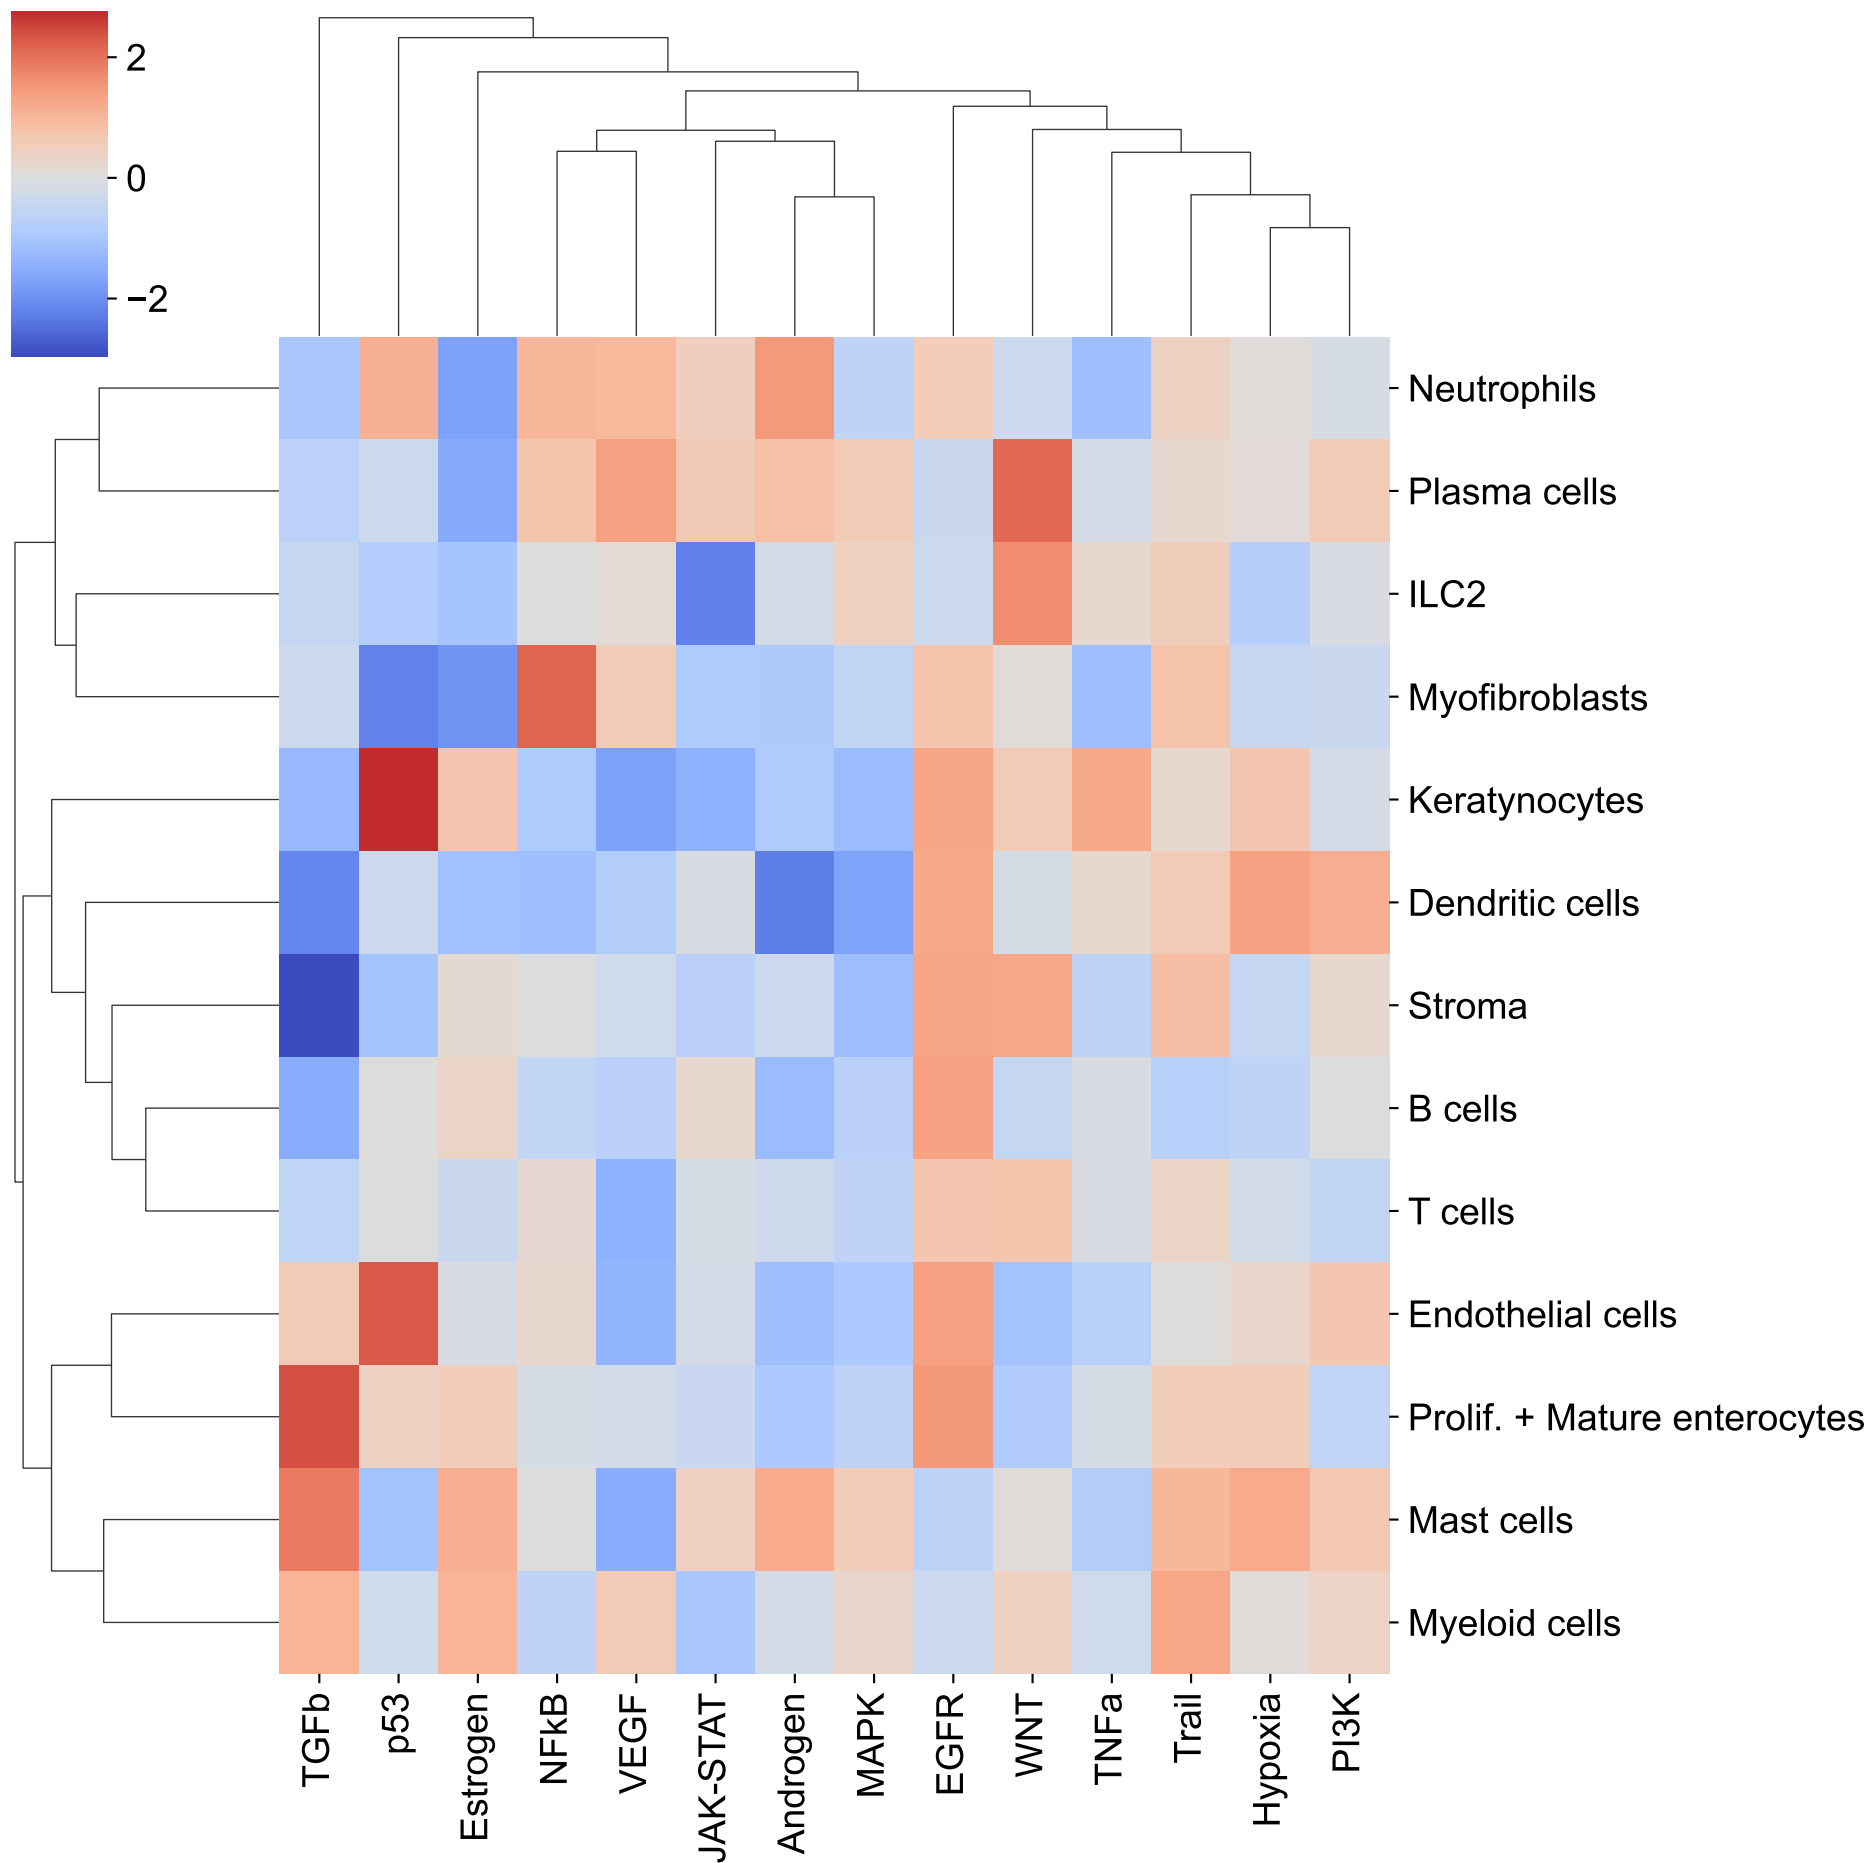 2
0
−2
Neutrophils
Plasma cells
ILC2
Myofibroblasts
Keratynocytes
Dendritic cells
Stroma
B cells
T cells
Endothelial cells
Prolif. + Mature enterocytes
Mast cells
Myeloid cells
TGFb
p53
Estrogen
NFkB
VEGF
JAK-STAT
Androgen
MAPK
EGFR
WNT
TNFa
Trail
Hypoxia
PI3K